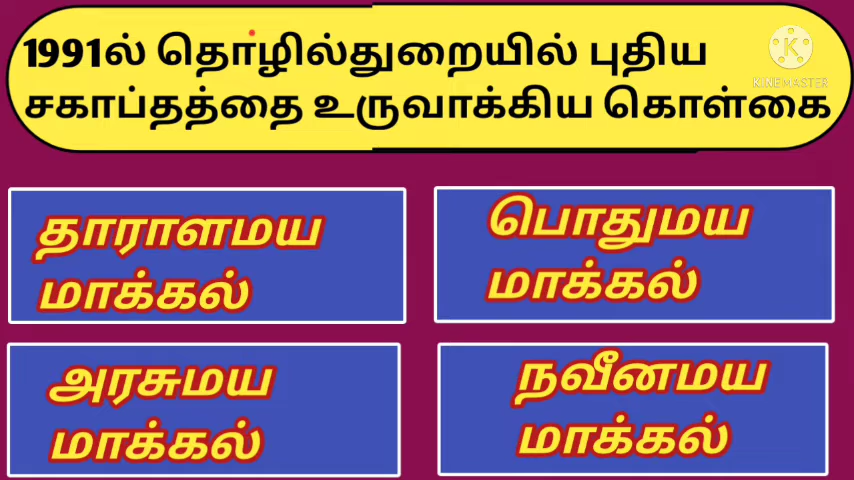 1991ல் தொழில்துறையில் புதிய
சகாப்தத்தை உருவாக்கிய கொள்கை
K
KINEMASTER
தாராளமய
மாக்கல்
பொதுமய
மாக்கல்
அரசுமய
மாக்கல்
நவீனமய
மாக்கல்